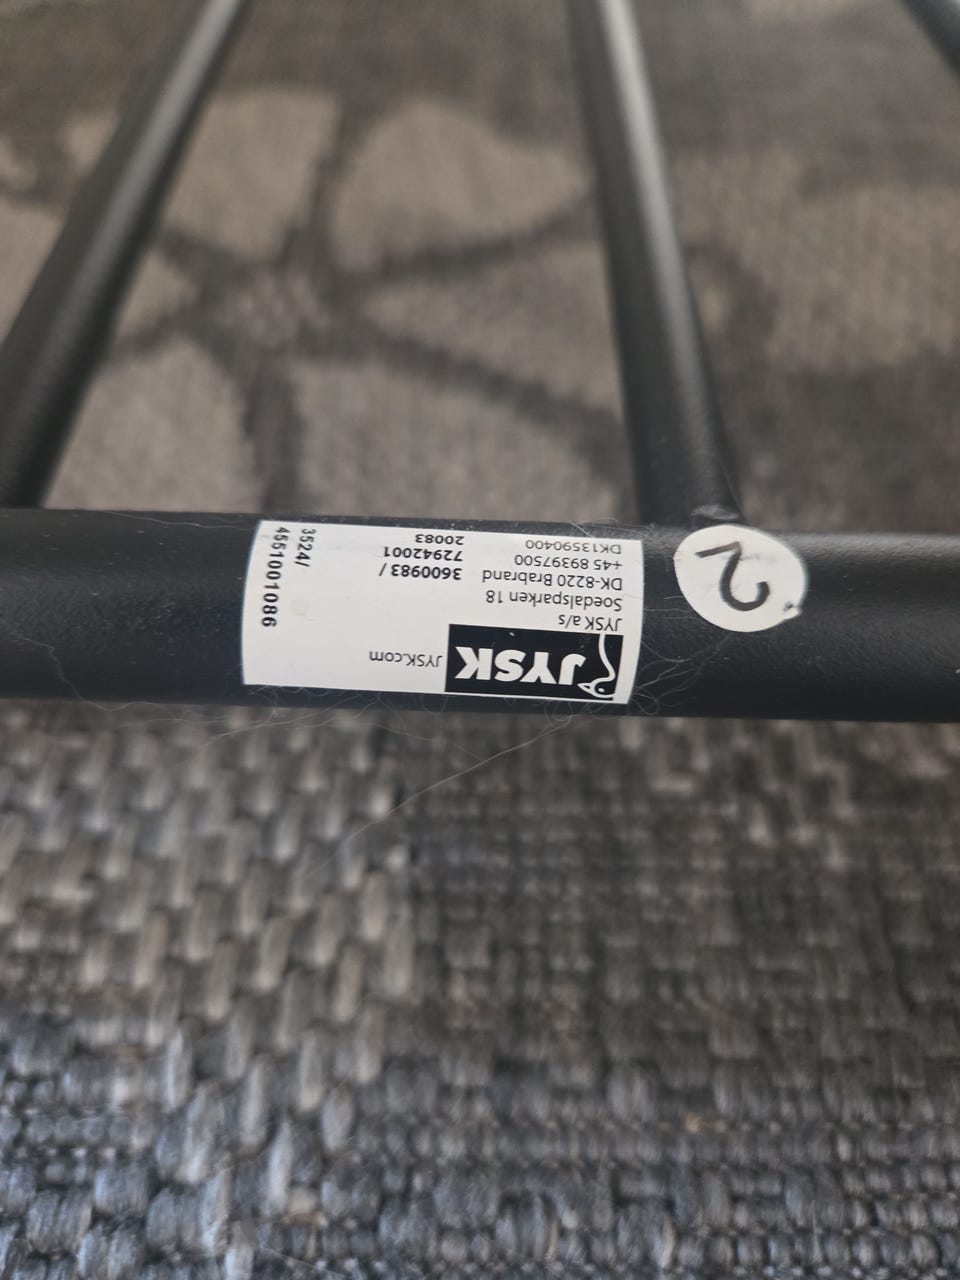 JYSK
JYSK.com
JYSK a/s
Soedalsparken 18
DK-8220 Brabrand
+45 89397500
DK13590400
3600983/
72942001
20083
3524/
4551001086
2